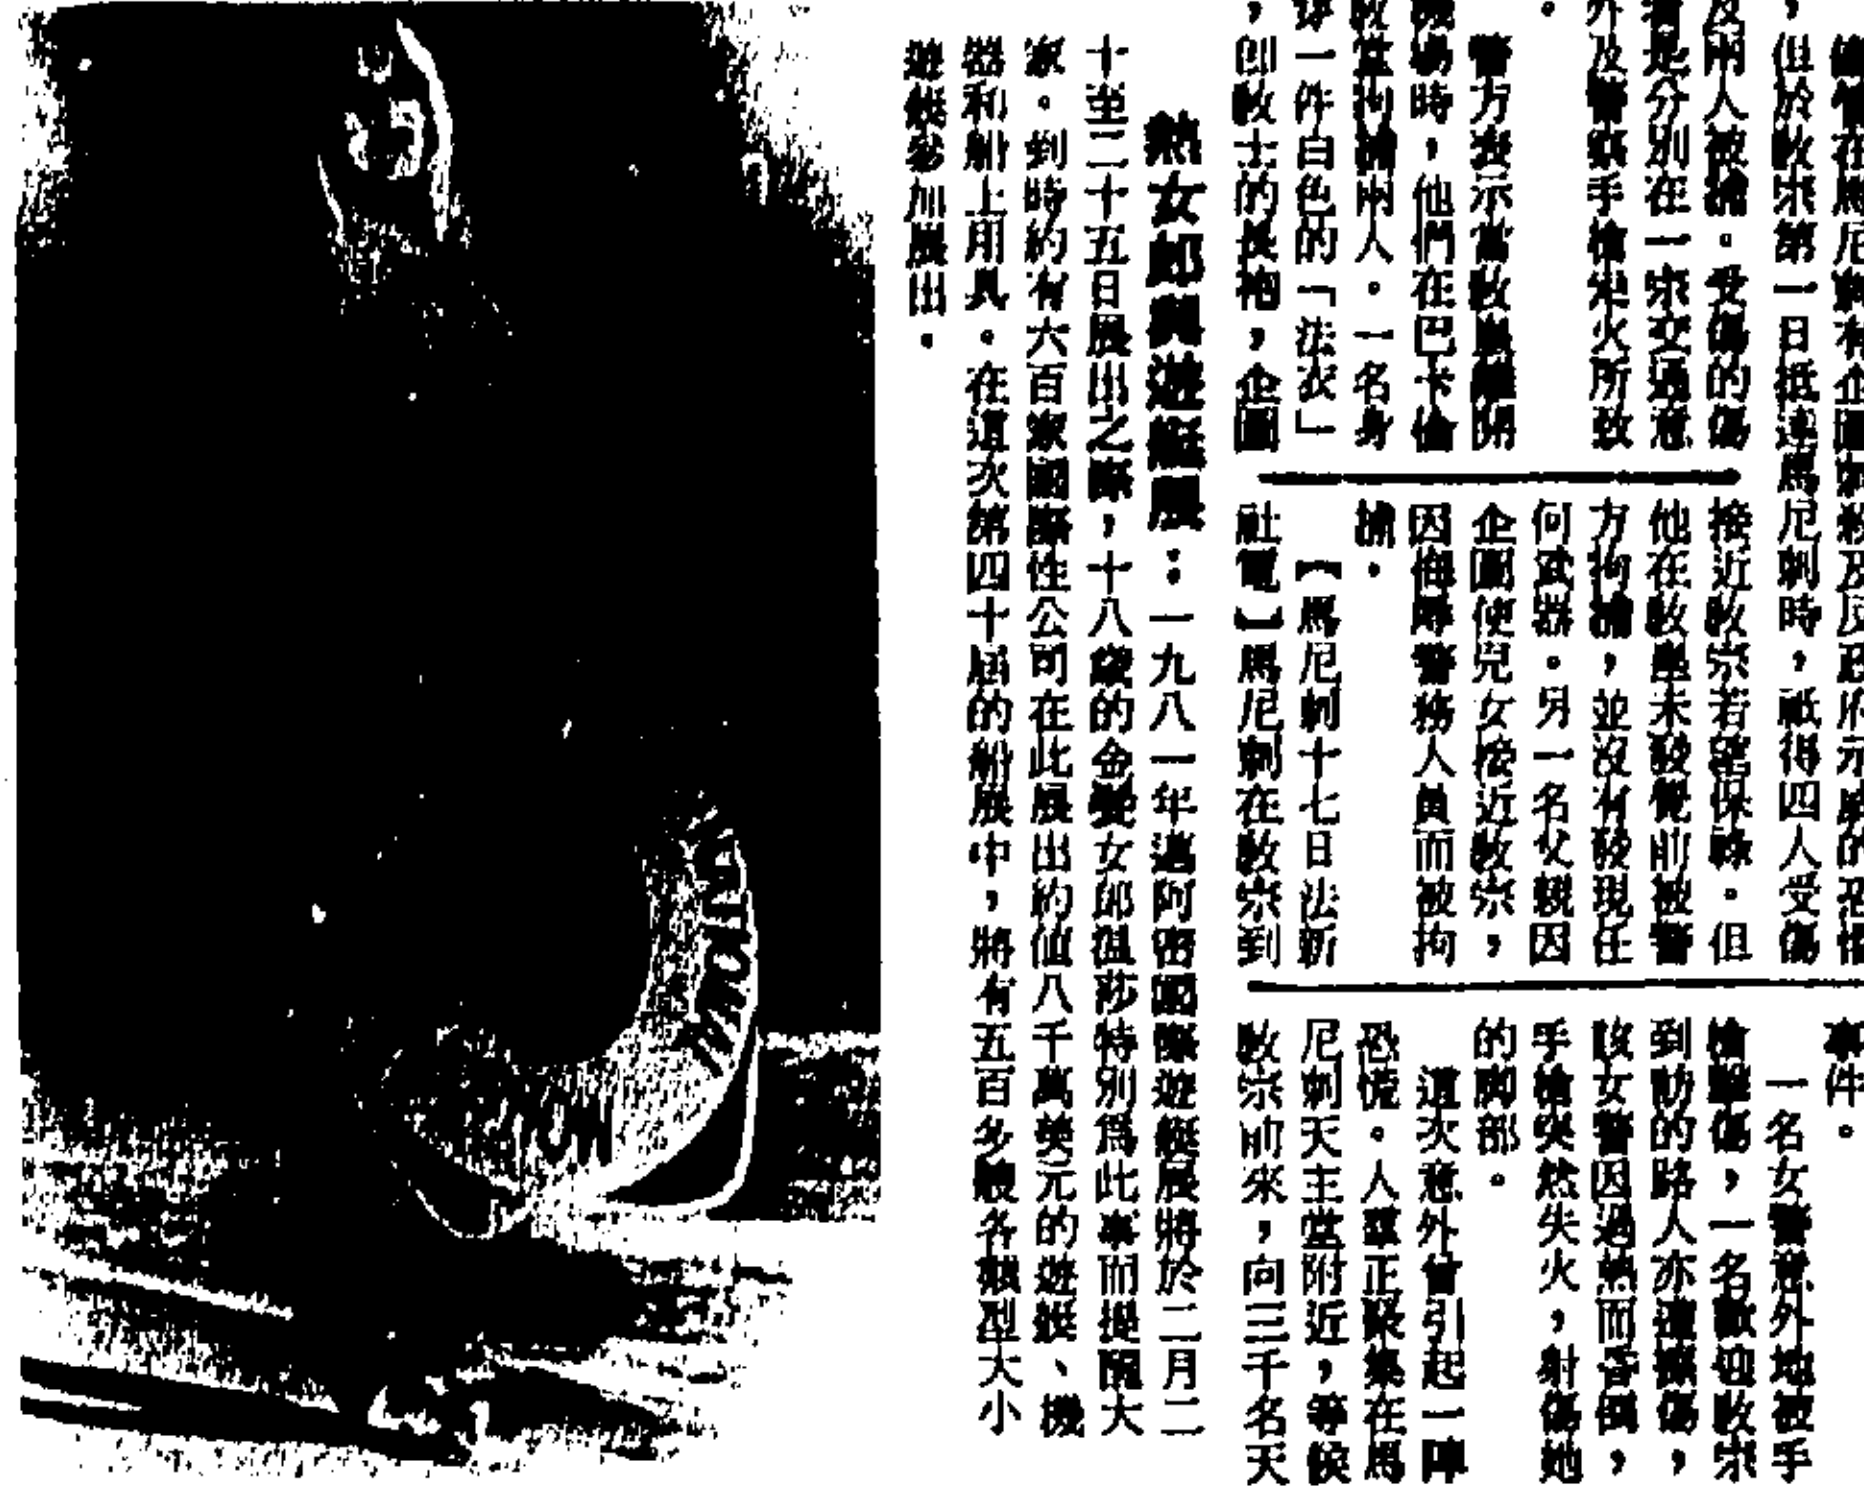 但於教宗第一日抵達馬尼剌時，祇得四人受傷
及兩人被捕。受傷的傷
者是分別在一宗交通意
外及警察手槍走火所致
。
警方表示當教皇離開
機場時，他們在巴卡倫
教堂拘捕兩人。一名身
穿一件白色的「法衣」
，即教士的長袍，企圖
接近教宗若望保祿。但
他在教皇未發覺前被警
方拘捕，並沒有發現任
何武器。另一名父親因
企圖使兒女接近教宗，
因侮辱警務人員而被拘
捕。
【馬尼剌十七日法新
社電】馬尼剌在教宗到
事件。
一名女警意外地被手
槍擊傷，一名歡迎教宗
到訪的路人亦遭擦傷，
該女警因過熱而昏倒，
手槍突然失火，射傷她
的脚部。
這次意外曾引起一陣
恐慌。人羣正聚集在馬
尼剌天主堂附近，等候
教宗前來，向三千名天
熱女郎與遊艇展：一九八一年邁阿密國際遊艇展將於二月二
十至二十五日展出之際，十八歲的金髮女郎溫莎特別爲此事而提醒大
家。到時約有六百家國際性公司在此展出約值八千萬美元的遊艇、機
器和船上用具。在這次第四十屆的船展中，將有五百多艘各類型大小
遊艇參加展出。